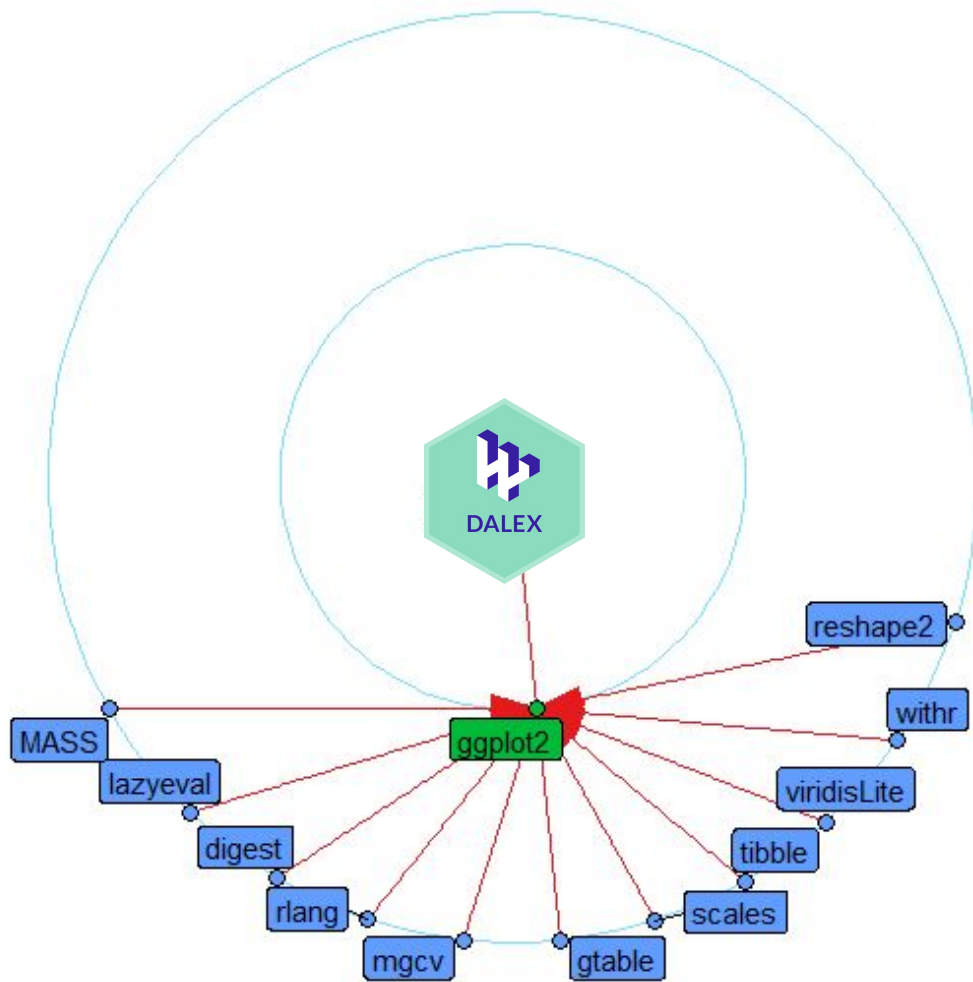 DALEX
reshape2
withr
ggplot2
MASS
lazyeval
viridisLite
digest
tibble
rlang
scales
mgcv
gtable